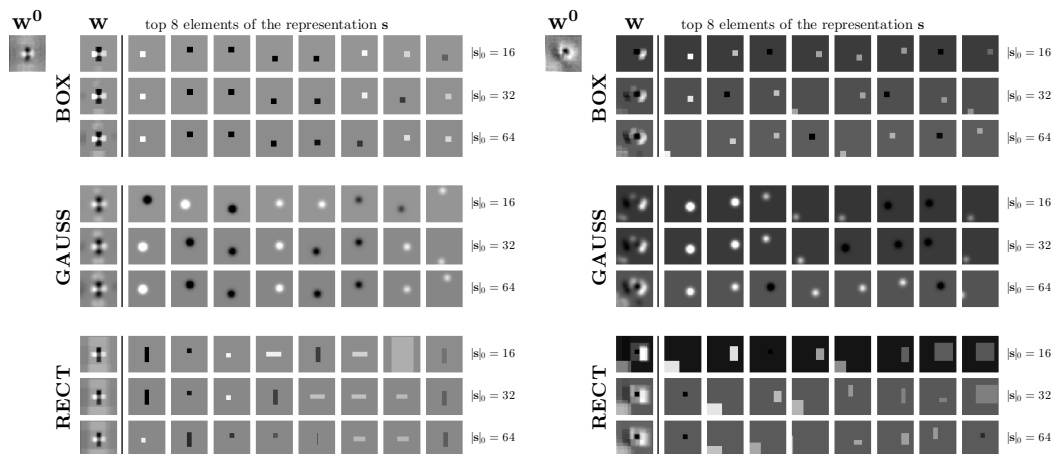 w⁰ w top 8 elements of the representation s
BOX
|s|₀ = 16
|s|₀ = 32
|s|₀ = 64
GAUSS
|s|₀ = 16
|s|₀ = 32
|s|₀ = 64
RECT
|s|₀ = 16
|s|₀ = 32
|s|₀ = 64
w⁰ w top 8 elements of the representation s
BOX
|s|₀ = 16
|s|₀ = 32
|s|₀ = 64
GAUSS
|s|₀ = 16
|s|₀ = 32
|s|₀ = 64
RECT
|s|₀ = 16
|s|₀ = 32
|s|₀ = 64